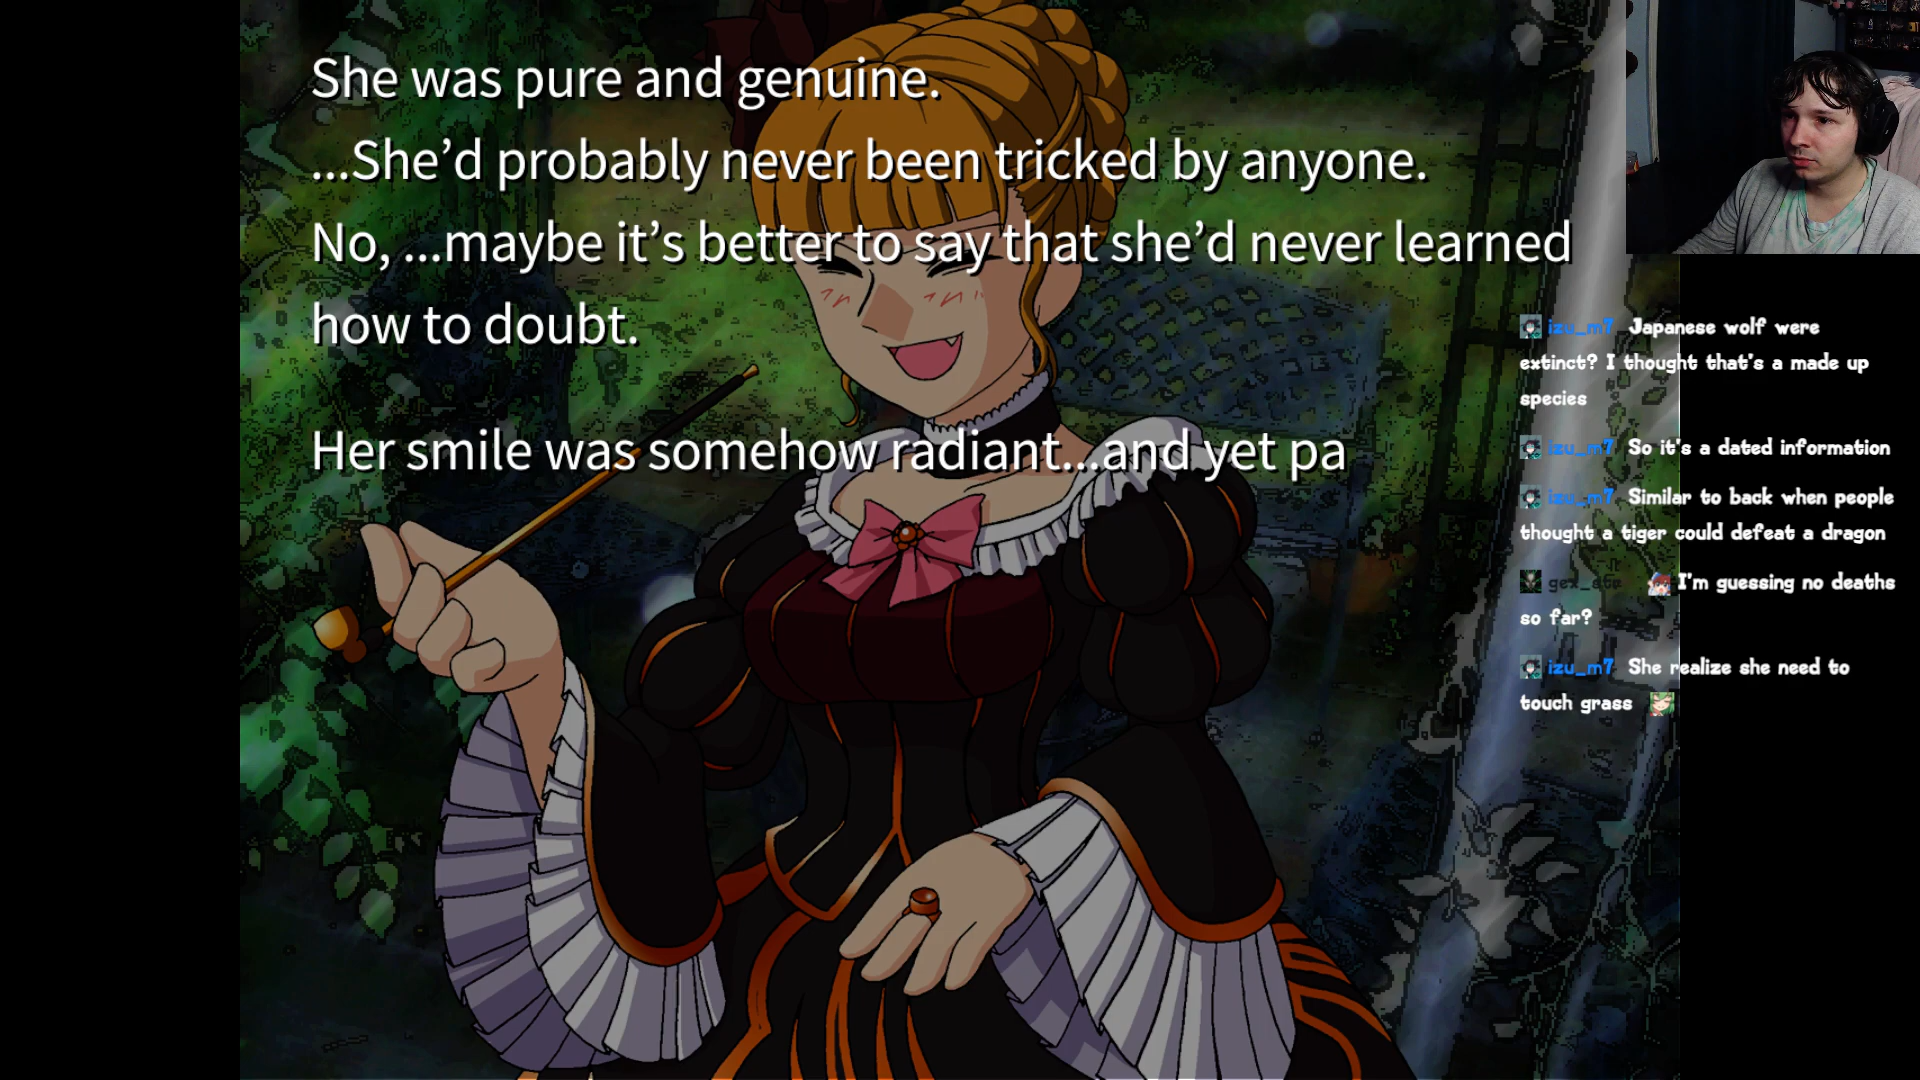 She was pure and genuine.
...She’d probably never been tricked by anyone.
No, ...maybe it’s better to say that she’d never learned
how to doubt.
Her smile was somehow radiant...and yet pa
izu_m7 Japanese wolf were
extinct? I thought that's a made up
species
izu_m7 So it's a dated information
izu_m7 Similar to back when people
thought a tiger could defeat a dragon
I'm guessing no deaths
so far?
izu_m7 She realize she need to
touch grass